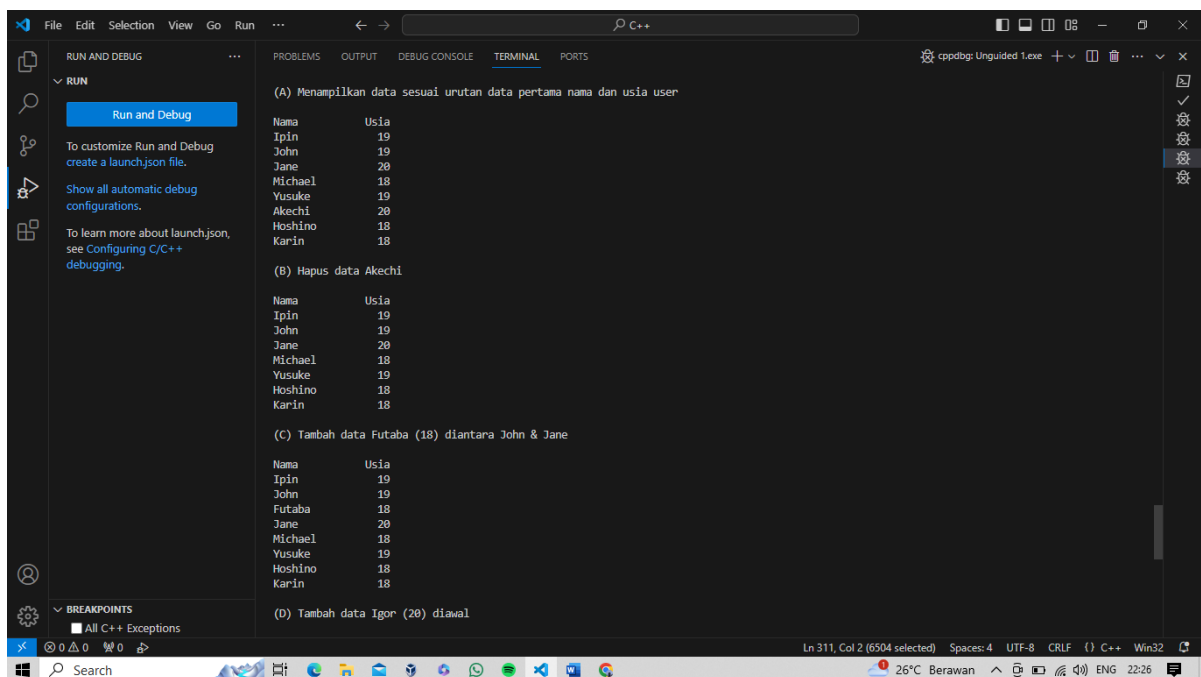 File Edit Selection View Go Run ... C++
RUN AND DEBUG ...
RUN
Run and Debug
To customize Run and Debug
create a launch.json file.
Show all automatic debug
configurations.
To learn more about launch.json,
see Configuring C/C++
debugging.
BREAKPOINTS
All C++ Exceptions
PROBLEMS OUTPUT DEBUG CONSOLE TERMINAL PORTS cppdbg: Unguided 1.exe
(A) Menampilkan data sesuai urutan data pertama nama dan usia user
Nama Usia
Ipin 19
John 19
Jane 20
Michael 18
Yusuke 19
Akechi 20
Hoshino 18
Karin 18
(B) Hapus data Akechi
Nama Usia
Ipin 19
John 19
Jane 20
Michael 18
Yusuke 19
Hoshino 18
Karin 18
(C) Tambah data Futaba (18) diantara John & Jane
Nama Usia
Ipin 19
John 19
Futaba 18
Jane 20
Michael 18
Yusuke 19
Hoshino 18
Karin 18
(D) Tambah data Igor (20) diawal
0 0 0 Ln 311, Col 2 (6504 selected) Spaces: 4 UTF-8 CRLF {} C++ Win32
Search 1 26°C Berawan ENG 22:26